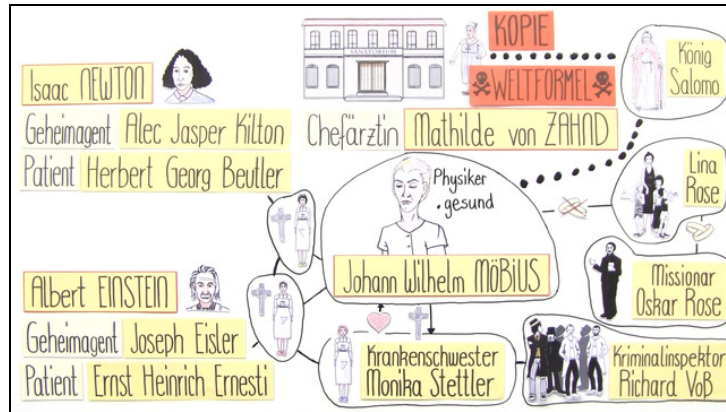 Isaac NEWTON
Geheimagent Alec Jasper Kilton
Patient Herbert Georg Beutler
SANATORIUM
KOPIE
WELTFORMEL
Chefärztin Mathilde von ZAHND
König
Salomo
Physiker
gesund
Johann Wilhelm MÖBiUS
Lina
Rose
Missionar
Oskar Rose
Albert EINSTEIN
Geheimagent Joseph Eisler
Patient Ernst Heinrich Ernesti
Krankenschwester
Monika Stettler
Kriminalinspektor
Richard Voß